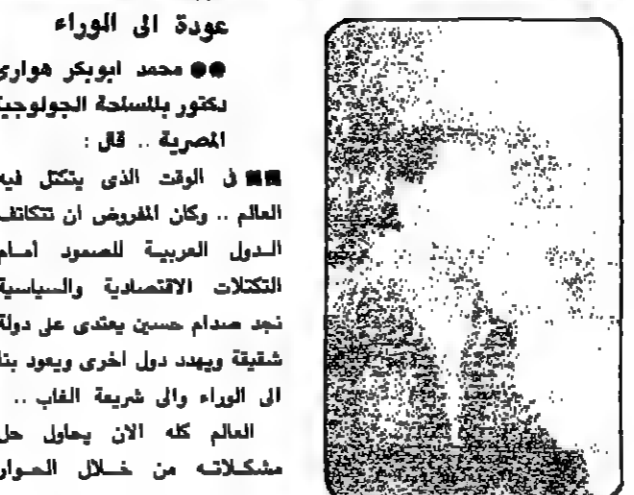 عودة الى الوراء
●● محمد ابوبكر هوارى
دكتور بالمساحة الجولوجية
المصرية .. قال :
■■ فى الوقت الذى يتكتل فيه
العالم .. وكان المفروض ان تتكاتف
الدول العربية للصمود أمام
التكتلات الاقتصادية والسياسية
نجد صدام حسين يعتدى على دولة
شقيقة ويهدد دول اخرى ويعود بنا
الى الوراء والى شريعة الغاب ..
العالم كله الان يحاول حل
مشكلاته من خلال الحوار